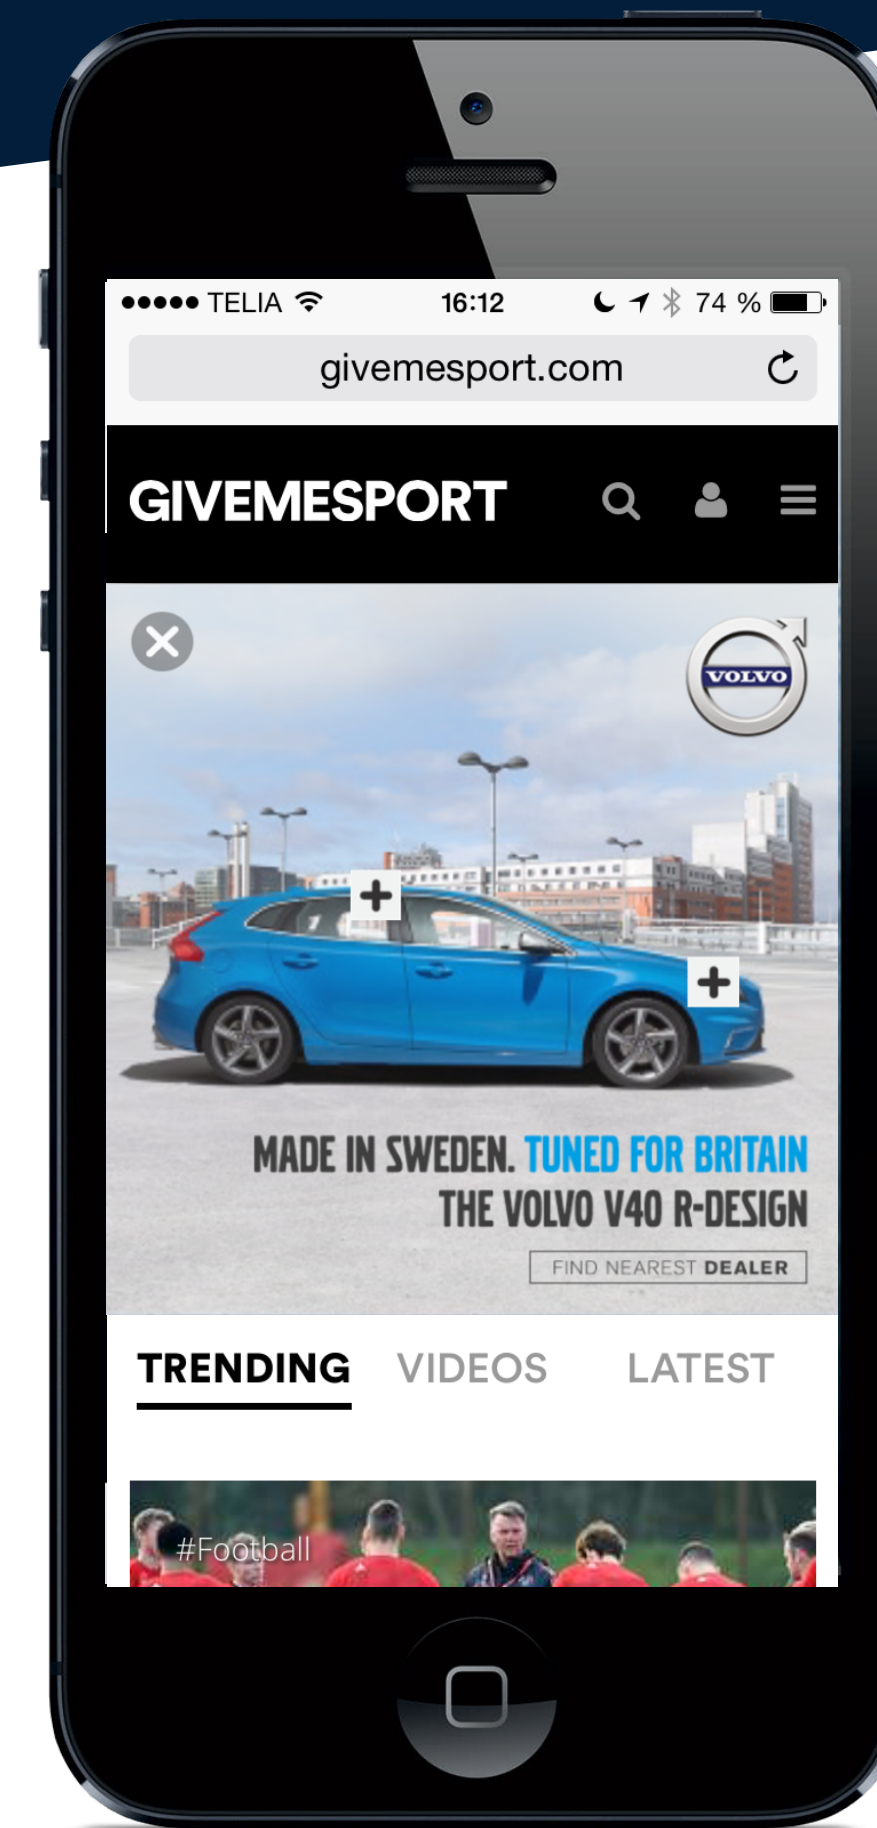 TELIA 16:12 74 %
givemesport.com
GIVEMESPORT
VOLVO
MADE IN SWEDEN. TUNED FOR BRITAIN
THE VOLVO V40 R-DESIGN
FIND NEAREST DEALER
TRENDING VIDEOS LATEST
#Football